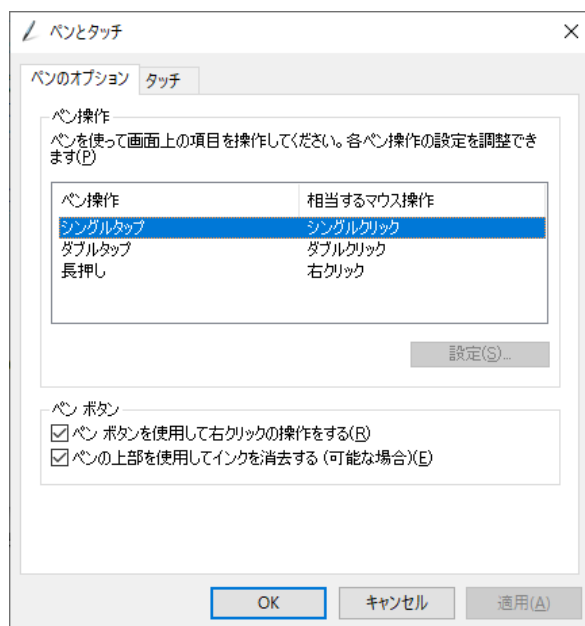 ペンとタッチ
ペンのオプション タッチ
ペン操作
ペンを使って画面上の項目を操作してください。各ペン操作の設定を調整でき
ます(P)
ペン操作 相当するマウス操作
シングルタップ シングルクリック
ダブルタップ ダブルクリック
長押し 右クリック
設定(S)...
ペン ボタン
ペン ボタンを使用して右クリックの操作をする(R)
ペンの上部を使用してインクを消去する (可能な場合)(E)
OK キャンセル 適用(A)